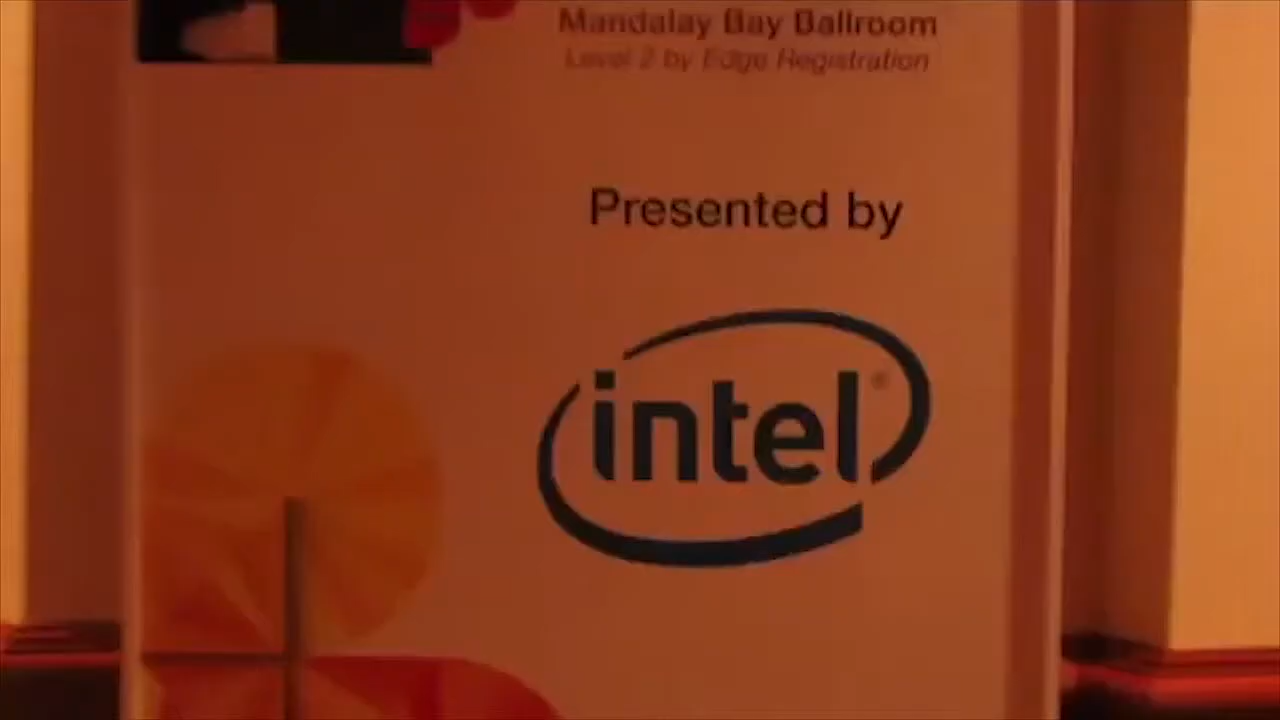 Mandalay Bay Ballroom
Level 2 by Edge Registration
Presented by
intel®